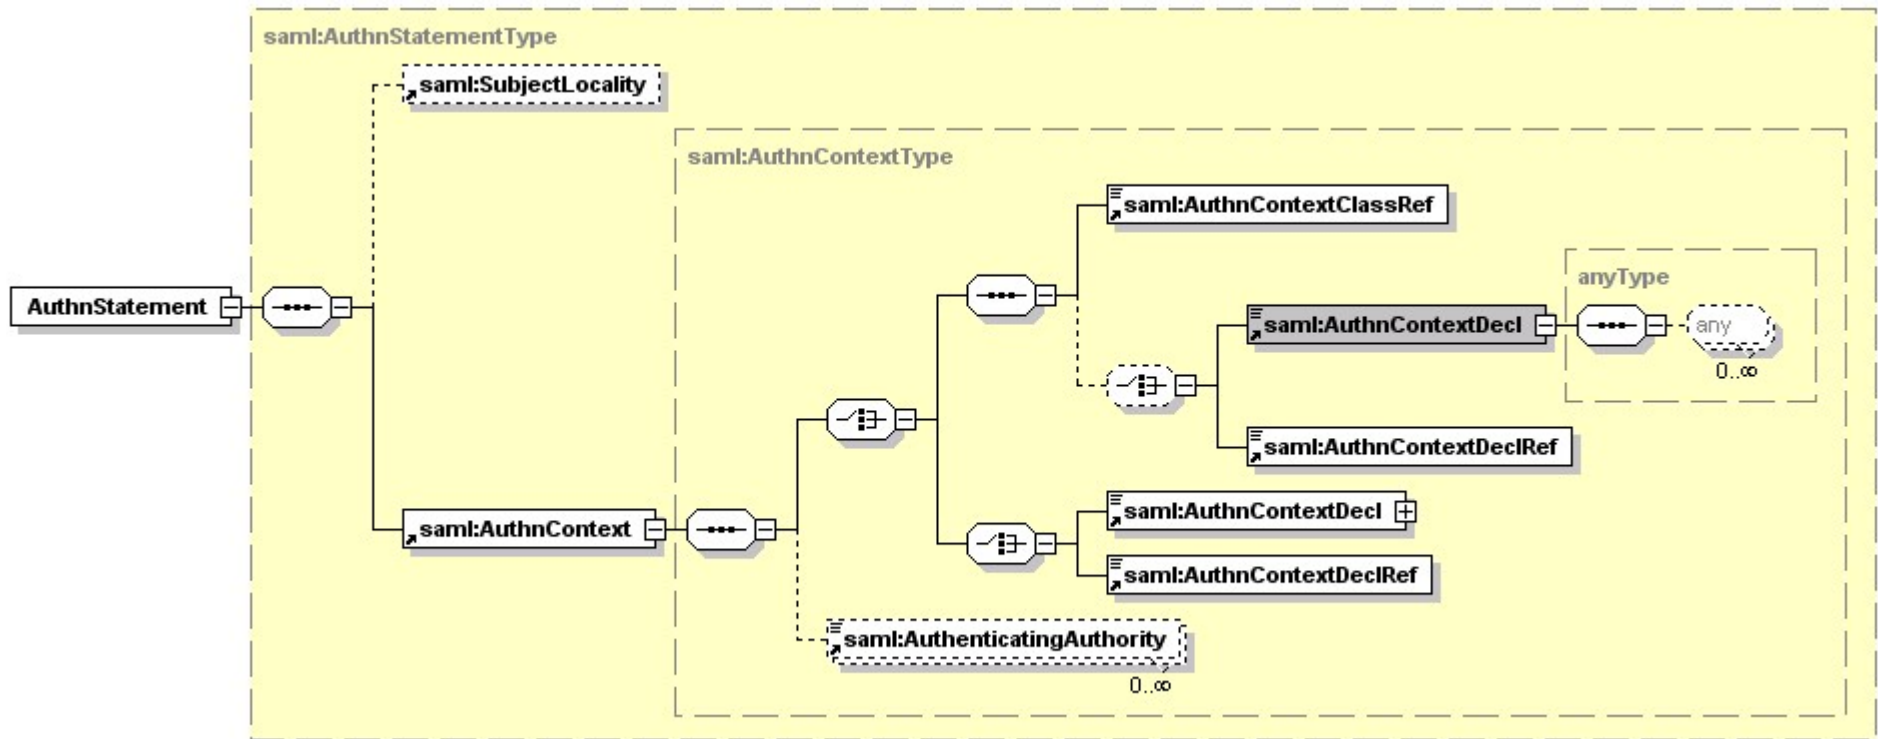 saml:AuthnStatementType
saml:SubjectLocality
saml:AuthnContextType
saml:AuthnContextClassRef
anyType
AuthnStatement
saml:AuthnContextDecl
any
0..∞
saml:AuthnContextDeclRef
saml:AuthnContextDecl
saml:AuthnContext
saml:AuthnContextDeclRef
saml:AuthenticatingAuthority
0..∞